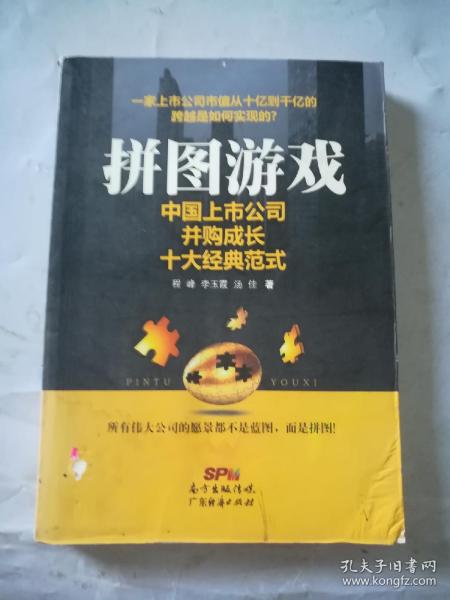 一家上市公司市值从十亿到千亿的
跨越是如何实现的?
拼图游戏
中国上市公司
并购成长
十大经典范式
程 峰 李玉霞 汤 佳 著
PINTU YOUXI
所有伟大公司的愿景都不是蓝图,而是拼图!
SPM
南方出版传媒
广东经济出版社
孔夫子旧书网
www.kongfz.com